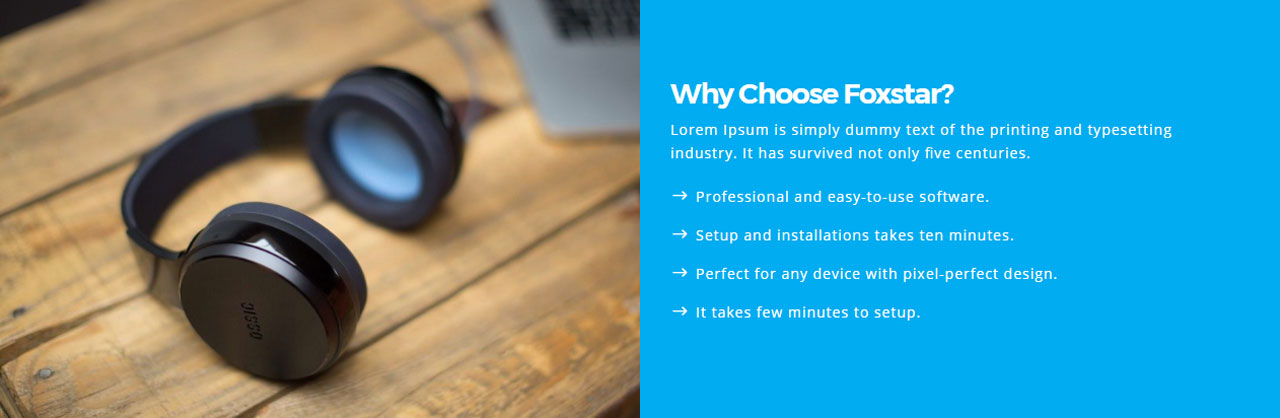 Why Choose Foxstar?
Lorem Ipsum is simply dummy text of the printing and typesetting
industry. It has survived not only five centuries.
→ Professional and easy-to-use software.
→ Setup and installations takes ten minutes.
→ Perfect for any device with pixel-perfect design.
→ It takes few minutes to setup.
OSSIC